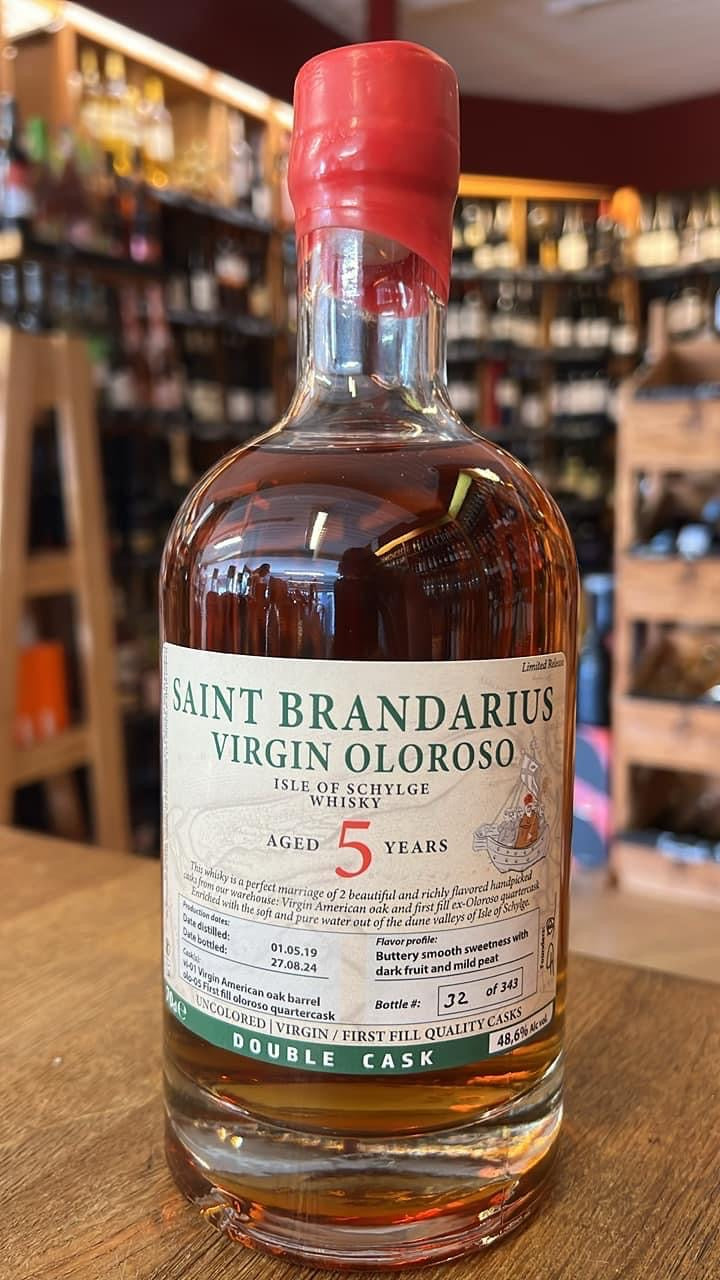 Limited Release
SAINT BRANDARIUS
VIRGIN OLOROSO
ISLE OF SCHYLGE
WHISKY
AGED 5 YEARS
This whisky is a perfect marriage of 2 beautiful and richly flavored handpicked
casks from our warehouse: Virgin American oak and first fill ex-Oloroso quartercask
Enriched with the soft and pure water out of the dune valleys of Isle of Schylge.
Production dates:
Date distilled: 01.05.19
Date bottled: 27.08.24
Cask(s):
vi-01 Virgin American oak barrel
olo-05 First fill oloroso quartercask
Flavor profile:
Buttery smooth sweetness with
dark fruit and mild peat
Bottle #: 32 of 343
Founders:
70cl e
UNCOLORED | VIRGIN / FIRST FILL QUALITY CASKS
DOUBLE CASK
48,6% Alc vol.